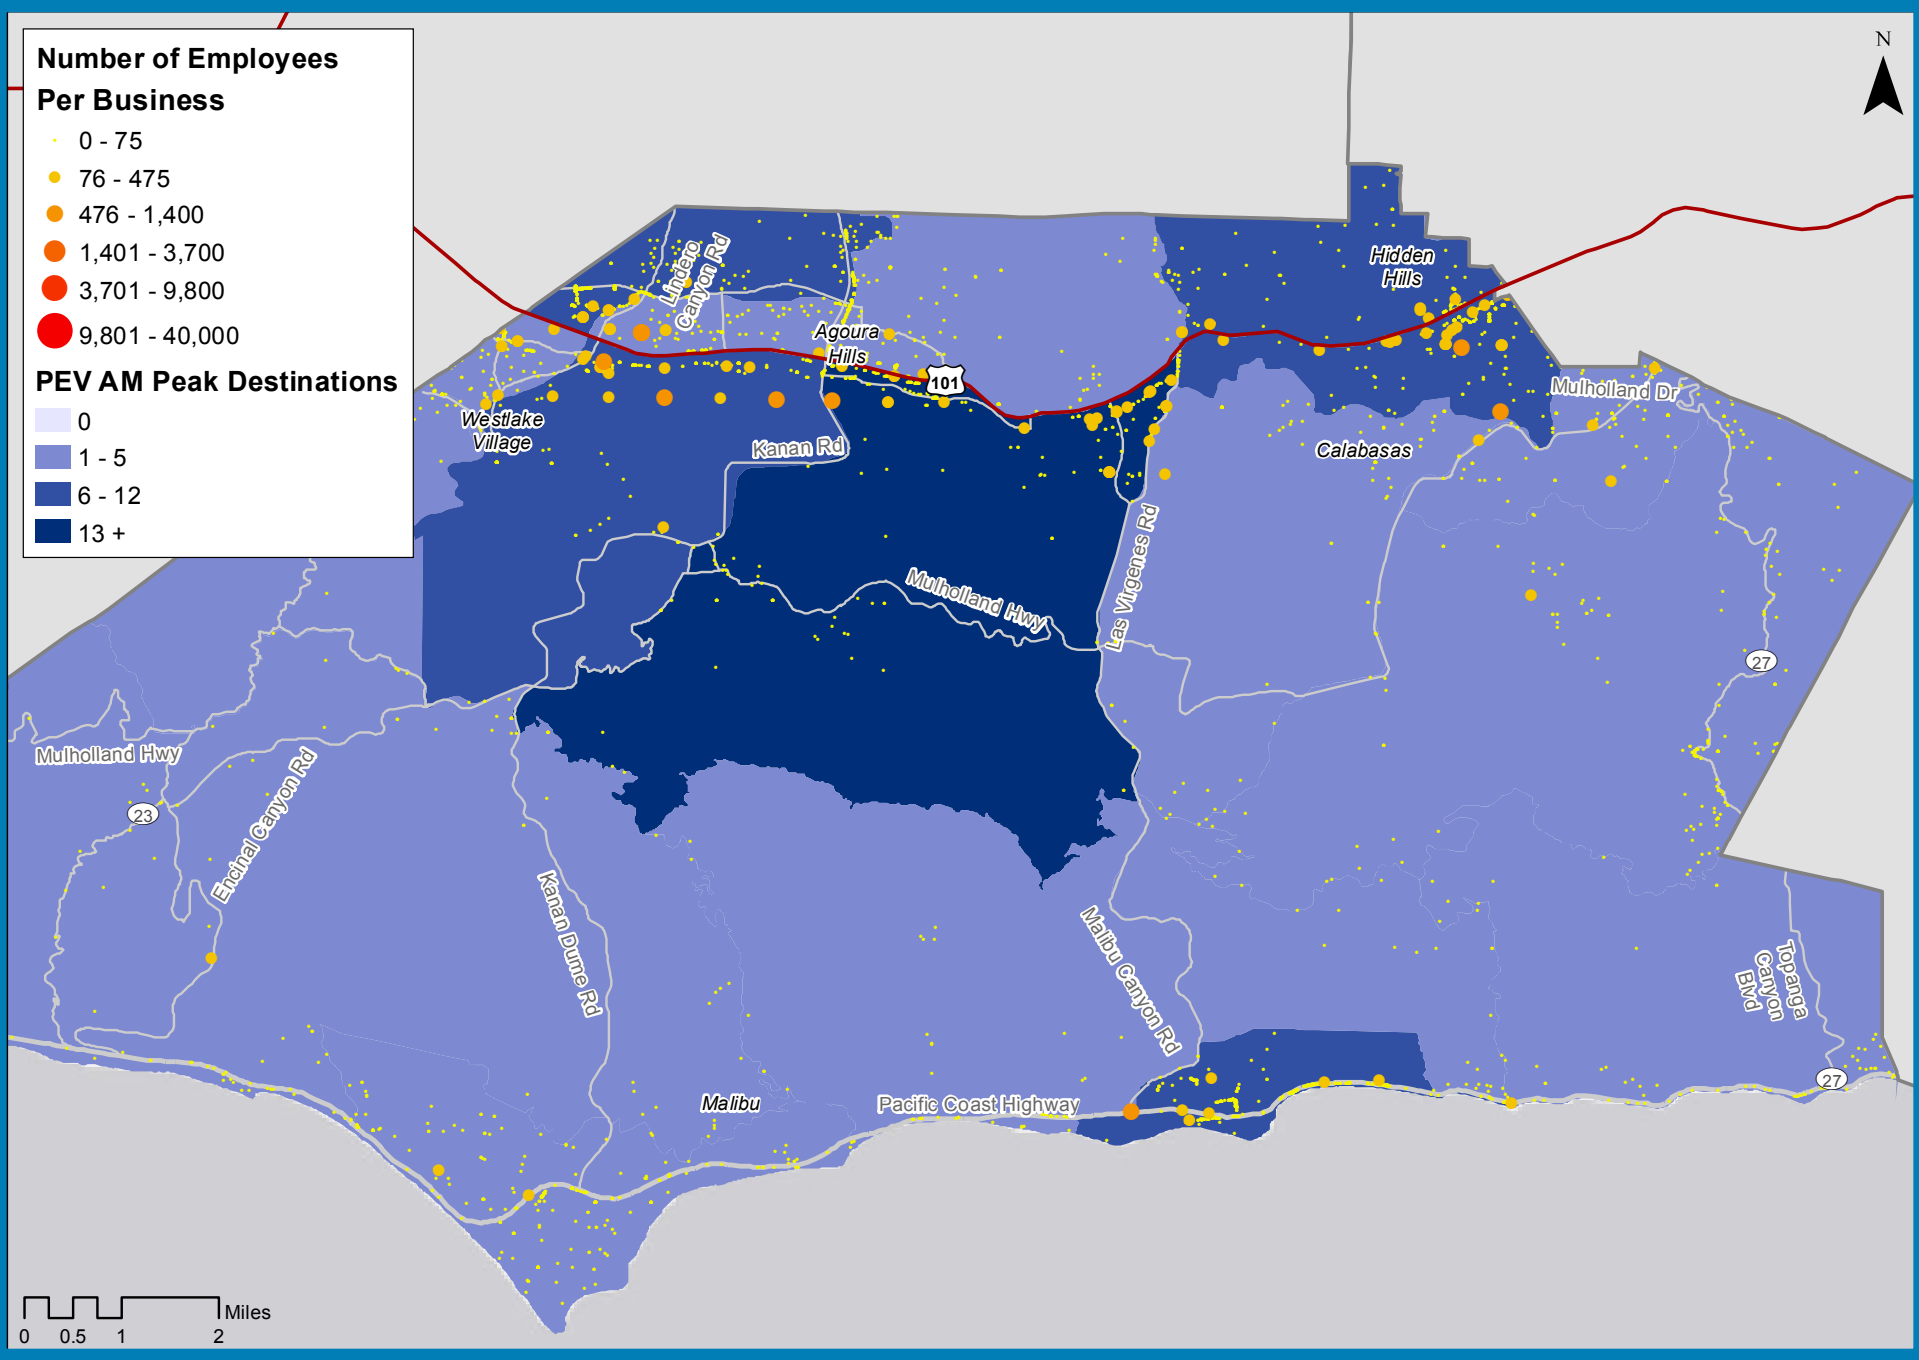 Number of Employees
Per Business
0 - 75
76 - 475
476 - 1,400
1,401 - 3,700
3,701 - 9,800
9,801 - 40,000
PEV AM Peak Destinations
0
1 - 5
6 - 12
13 +
N
Lindero
Canyon Rd
Hidden
Hills
Agoura
Hills
101
Mulholland Dr
Westlake
Village
Kanan Rd
Calabasas
Las Virgenes Rd
Mulholland Hwy
27
Mulholland Hwy
23
Encinal Canyon Rd
Kanan Dume Rd
Malibu Canyon Rd
Topanga
Canyon
Blvd
27
Malibu
Pacific Coast Highway
Miles
0 0.5 1 2